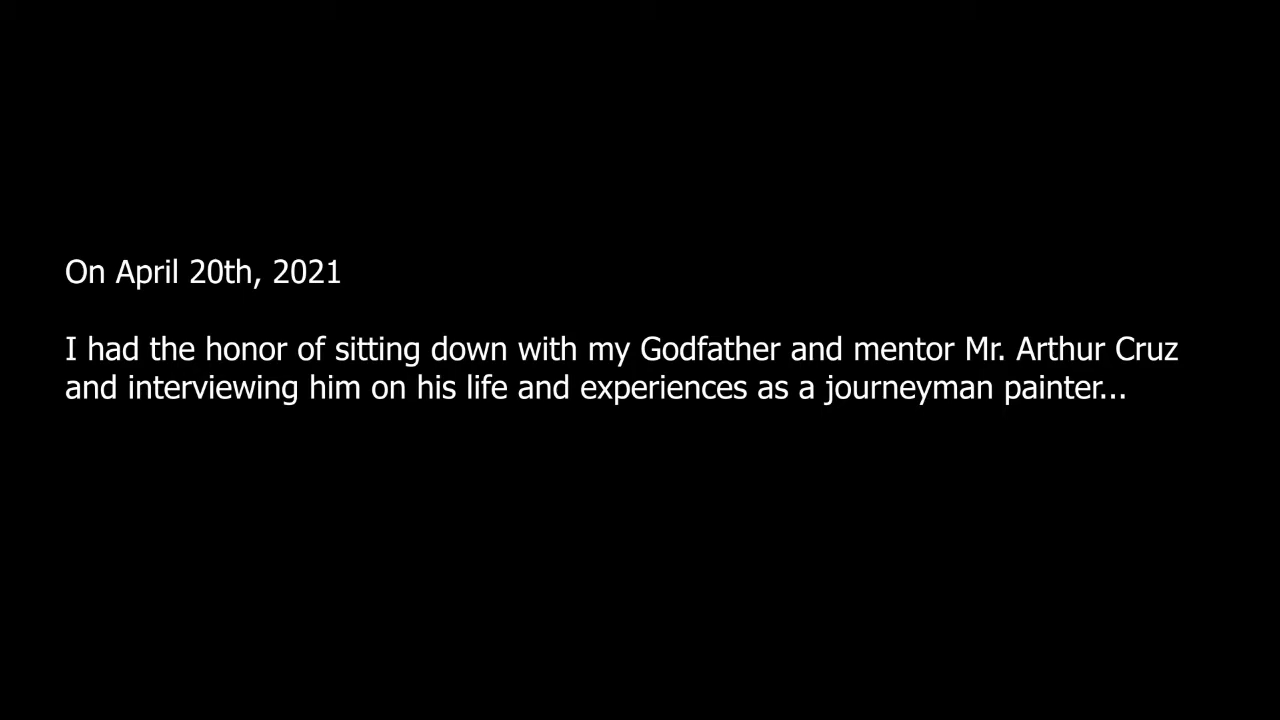 On April 20th, 2021
I had the honor of sitting down with my Godfather and mentor Mr. Arthur Cruz
and interviewing him on his life and experiences as a journeyman painter...